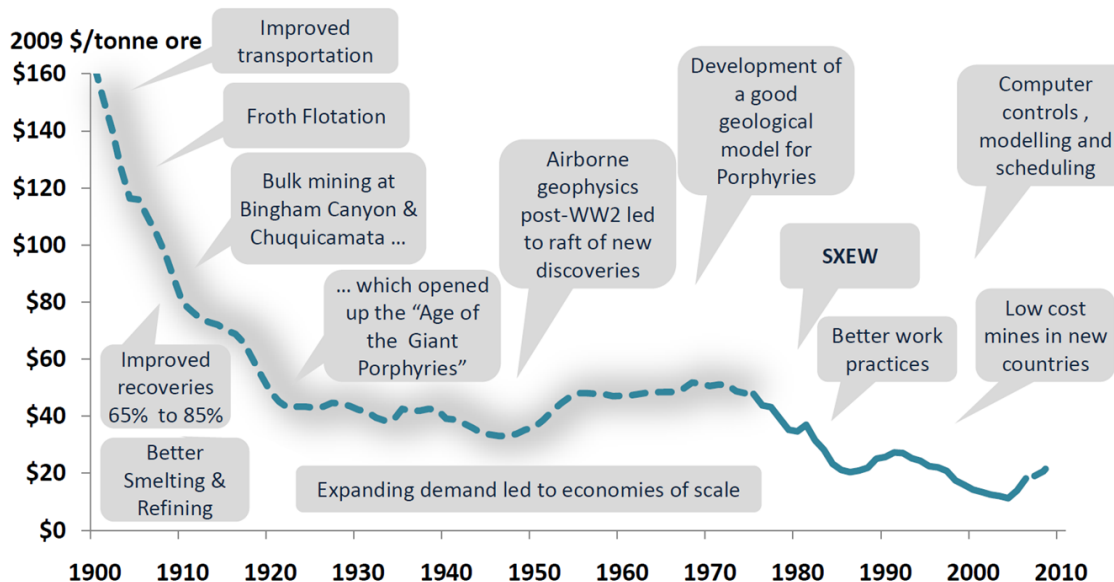 2009 $/tonne ore
$160
$140
$120
$100
$80
$60
$40
$20
$0
Improved
transportation
Froth Flotation
Bulk mining at
Bingham Canyon &
Chuquicamata ...
... which opened
up the “Age of
the Giant
Porphyries”
Improved
recoveries
65% to 85%
Better
Smelting &
Refining
Expanding demand led to economies of scale
Airborne
geophysics
post-WW2 led
to raft of new
discoveries
Development of
a good
geological
model for
Porphyries
SXEW
Better work
practices
Computer
controls ,
modelling and
scheduling
Low cost
mines in new
countries
1900 1910 1920 1930 1940 1950 1960 1970 1980 1990 2000 2010